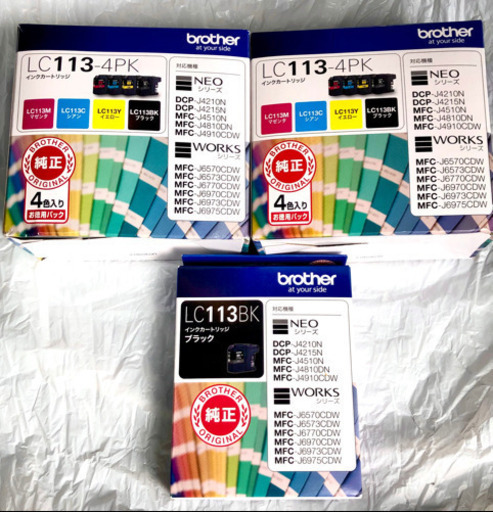 brother
at your side
LC113-4PK
インクカートリッジ
対応機種
NEO
シリーズ
DCP-J4210N
DCP-J4215N
MFC-J4510N
MFC-J4810DN
MFC-J4910CDW
LC113M
マゼンタ
LC113C
シアン
LC113Y
イエロー
LC113BK
ブラック
WORKS
シリーズ
MFC-J6570CDW
MFC-J6573CDW
MFC-J6770CDW
MFC-J6970CDW
MFC-J6973CDW
MFC-J6975CDW
BROTHER
純正
ORIGINAL
4色入り
お徳用パック
brother
at your side
LC113-4PK
インクカートリッジ
対応機種
NEO
シリーズ
DCP-J4210N
DCP-J4215N
MFC-J4510N
MFC-J4810DN
MFC-J4910CDW
LC113M
マゼンタ
LC113C
シアン
LC113Y
イエロー
LC113BK
ブラック
WORKS
シリーズ
MFC-J6570CDW
MFC-J6573CDW
MFC-J6770CDW
MFC-J6970CDW
MFC-J6973CDW
MFC-J6975CDW
BROTHER
純正
ORIGINAL
4色入り
お徳用パック
brother
at your side
LC113BK
インクカートリッジ
ブラック
対応機種
NEO
シリーズ
DCP-J4210N
DCP-J4215N
MFC-J4510N
MFC-J4810DN
MFC-J4910CDW
WORKS
シリーズ
MFC-J6570CDW
MFC-J6573CDW
MFC-J6770CDW
MFC-J6970CDW
MFC-J6973CDW
MFC-J6975CDW
BROTHER
純正
ORIGINAL